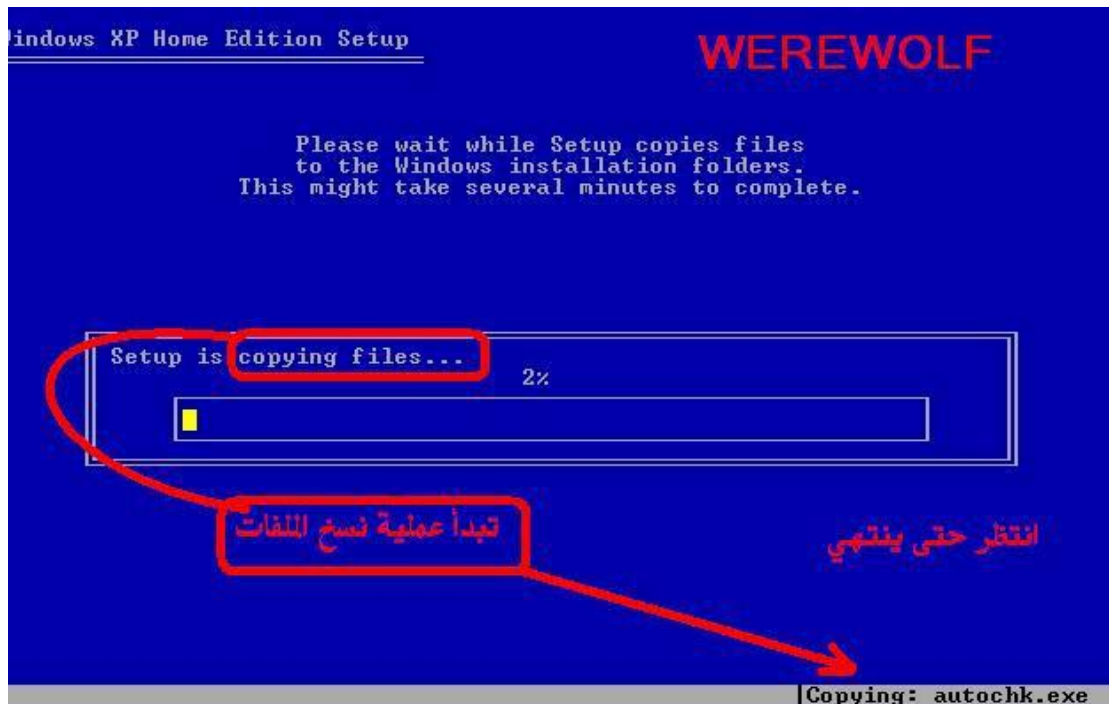 indows XP Home Edition Setup
WEREWOLF
Please wait while Setup copies files
to the Windows installation folders.
This might take several minutes to complete.
Setup is copying files...
2%
تبدأ عملية نسخ الملفات
انتظر حتى ينتهي
Copying: autochk.exe